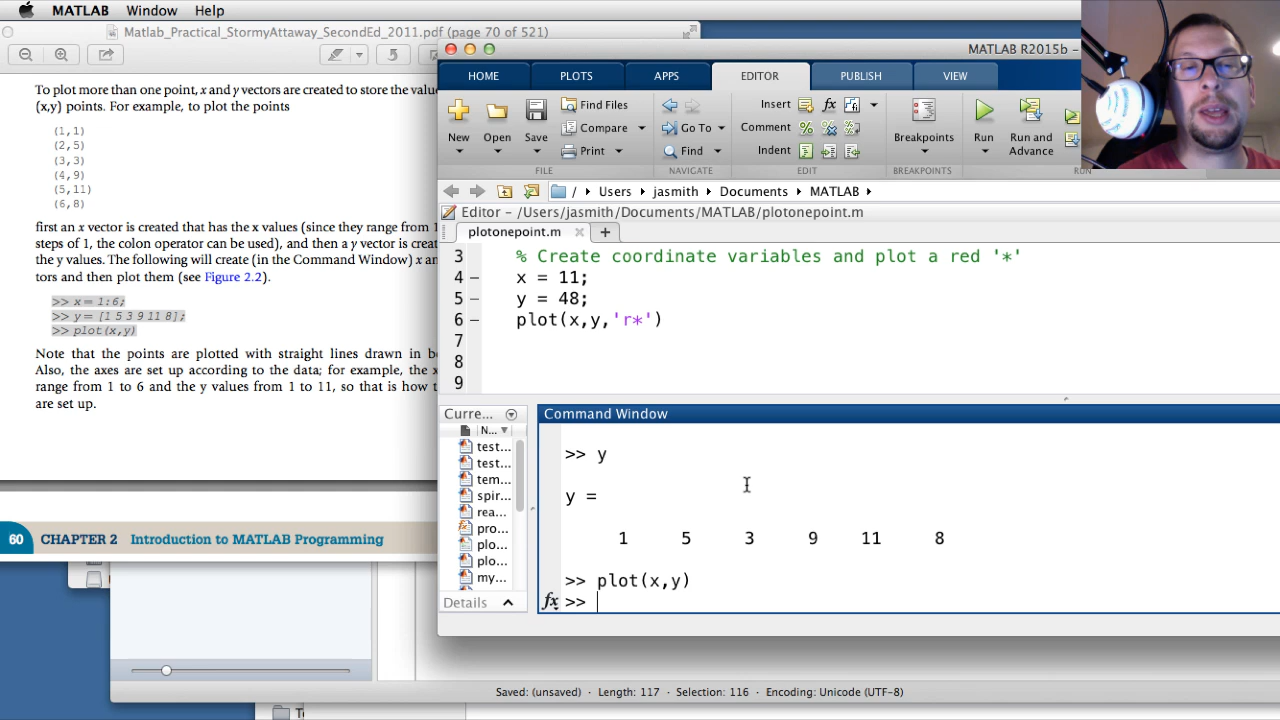 MATLAB Window Help
Matlab_Practical_StormyAttaway_SecondEd_2011.pdf (page 70 of 521)
To plot more than one point, x and y vectors are created to store the
(x,y) points. For example, to plot the points
(1,1)
(2,5)
(3,3)
(4,9)
(5,11)
(6,8)
first an x vector is created that has the x values (since they range from
steps of 1, the colon operator can be used), and then a y vector is
the y values. The following will create (in the Command Window) x
tors and then plot them (see Figure 2.2).
>> x = 1:6;
>> y = [1 5 3 9 11 8];
>> plot(x,y)
Note that the points are plotted with straight lines drawn in
Also, the axes are set up according to the data; for example, the
range from 1 to 6 and the y values from 1 to 11, so that is how
are set up.
60 CHAPTER 2 Introduction to MATLAB Programming
MATLAB R2015b -
HOME PLOTS APPS EDITOR PUBLISH VIEW
New Open Save Find Files Compare Print
Go To Find
Insert fx
Comment % %
Indent
Breakpoints Run Run and Advance
FILE NAVIGATE EDIT BREAKPOINTS RUN
/ Users jasmith Documents MATLAB
Editor - /Users/jasmith/Documents/MATLAB/plotonepoint.m
plotonepoint.m × +
3 % Create coordinate variables and plot a red '*'
4 – x = 11;
5 – y = 48;
6 – plot(x,y,'r*')
7
8
9
Curre...
N...
test...
test...
tem...
spir...
rea...
pro...
plo...
plo...
my...
Details
Command Window
>> y
y =
1 5 3 9 11 8
>> plot(x,y)
fx >>
Saved: (unsaved) Length: 117 Selection: 116 Encoding: Unicode (UTF-8)